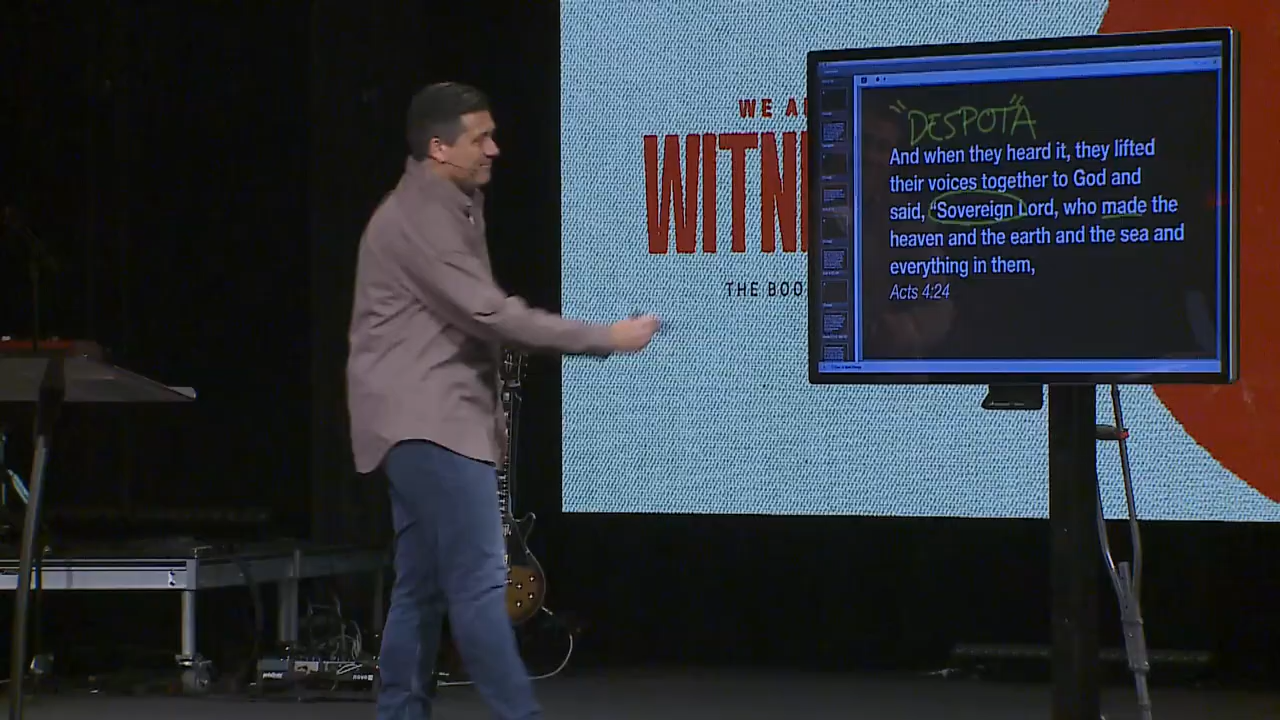 WE A
WITN
THE BOO
"DESPOTA"
And when they heard it, they lifted
their voices together to God and
said, “Sovereign Lord, who made the
heaven and the earth and the sea and
everything in them,
Acts 4:24